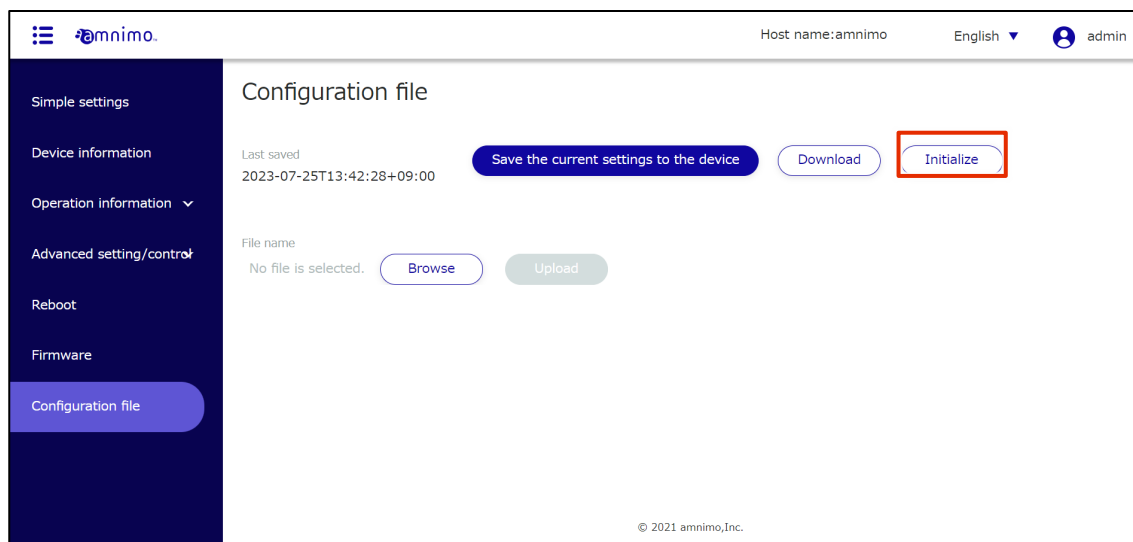 amnimo
Host name:amnimo
English
admin
Simple settings
Device information
Operation information
Advanced setting/control
Reboot
Firmware
Configuration file
Configuration file
Last saved
2023-07-25T13:42:28+09:00
Save the current settings to the device
Download
Initialize
File name
No file is selected.
Browse
Upload
© 2021 amnimo,Inc.